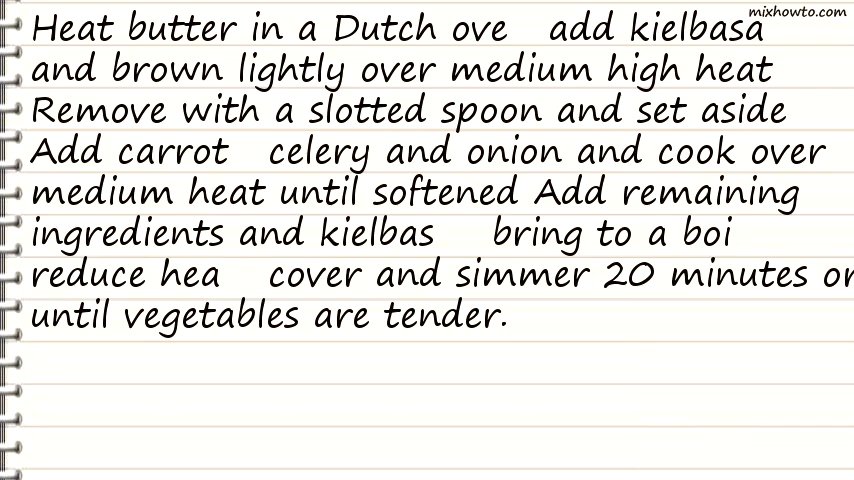 mixhowto.com
Heat butter in a Dutch ove add kielbasa
and brown lightly over medium high heat
Remove with a slotted spoon and set aside
Add carrot celery and onion and cook over
medium heat until softened Add remaining
ingredients and kielbas bring to a boi
reduce hea cover and simmer 20 minutes or
until vegetables are tender.